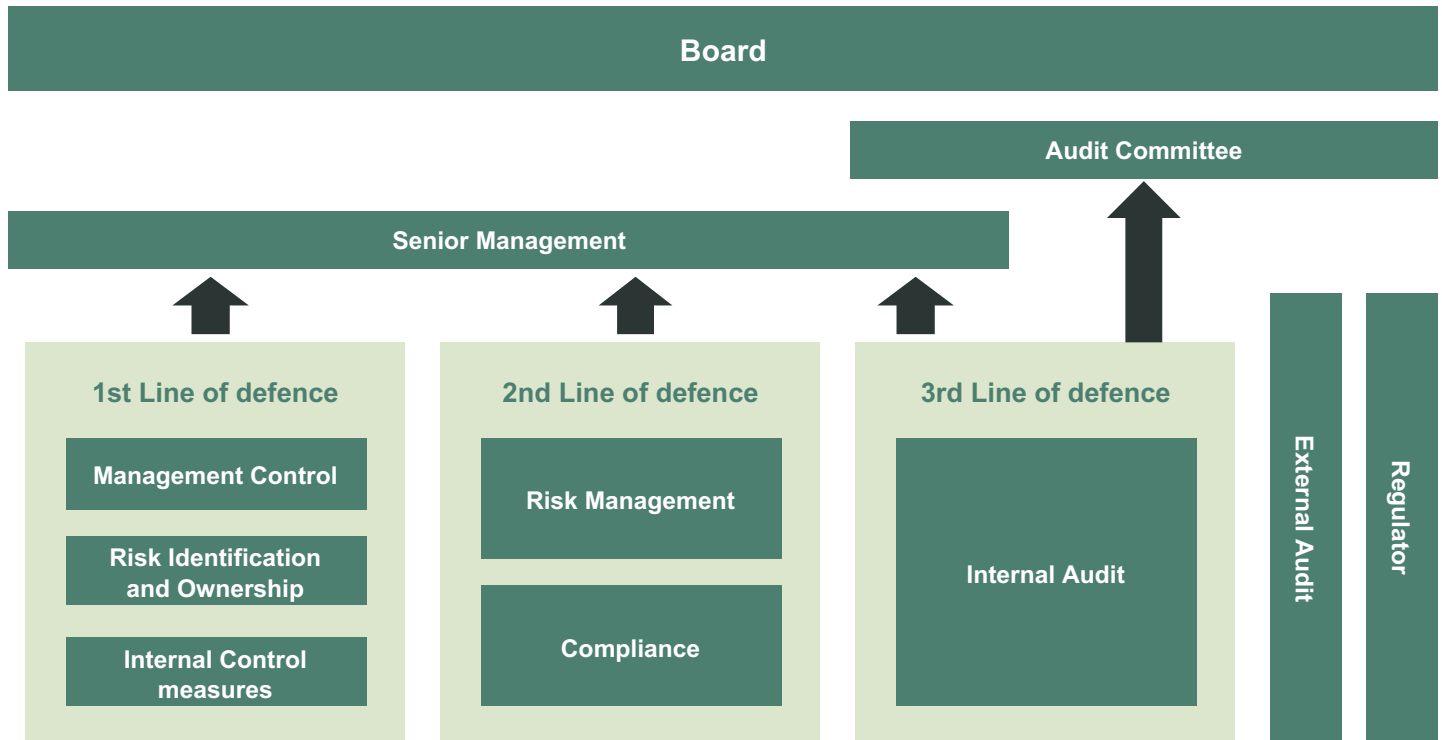 Board
Audit Committee
Senior Management
1st Line of defence
Management Control
Risk Identification
and Ownership
Internal Control
measures
2nd Line of defence
Risk Management
Compliance
3rd Line of defence
Internal Audit
External Audit
Regulator